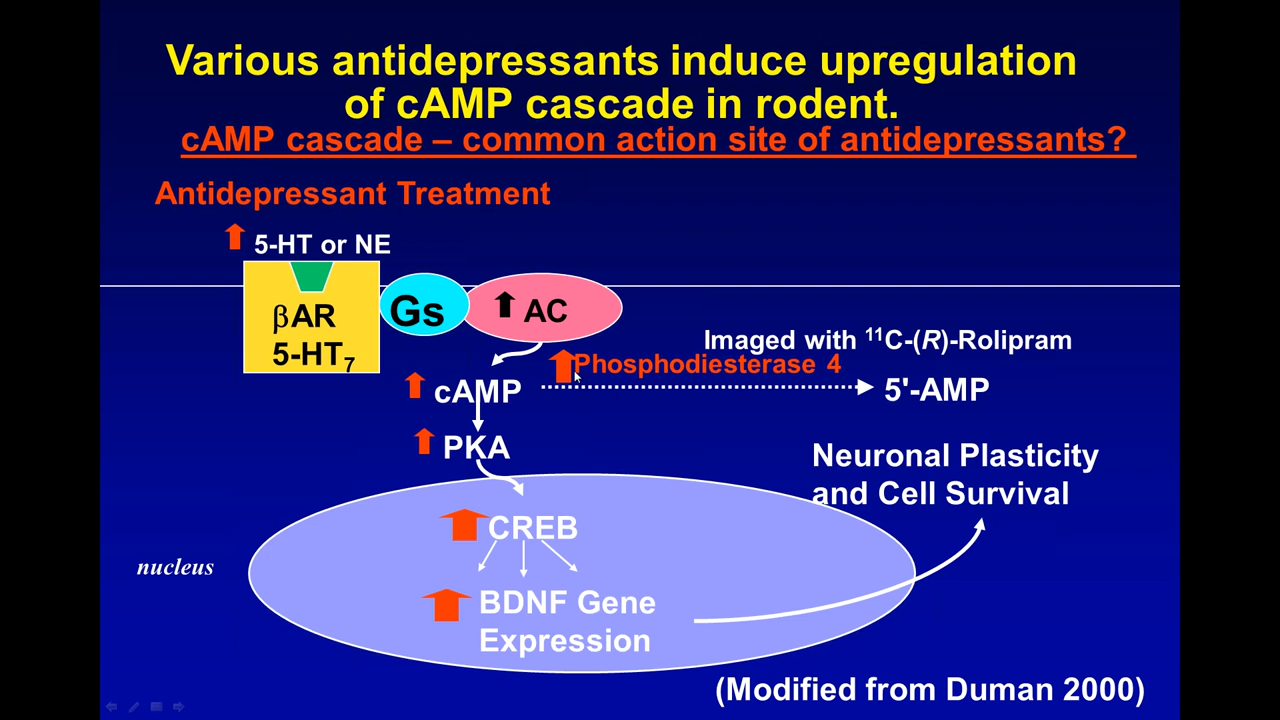 Various antidepressants induce upregulation
of cAMP cascade in rodent.
cAMP cascade – common action site of antidepressants?
Antidepressant Treatment
5-HT or NE
βAR
5-HT7
Gs
AC
Imaged with 11C-(R)-Rolipram
Phosphodiesterase 4
cAMP
5'-AMP
PKA
Neuronal Plasticity
and Cell Survival
CREB
nucleus
BDNF Gene
Expression
(Modified from Duman 2000)